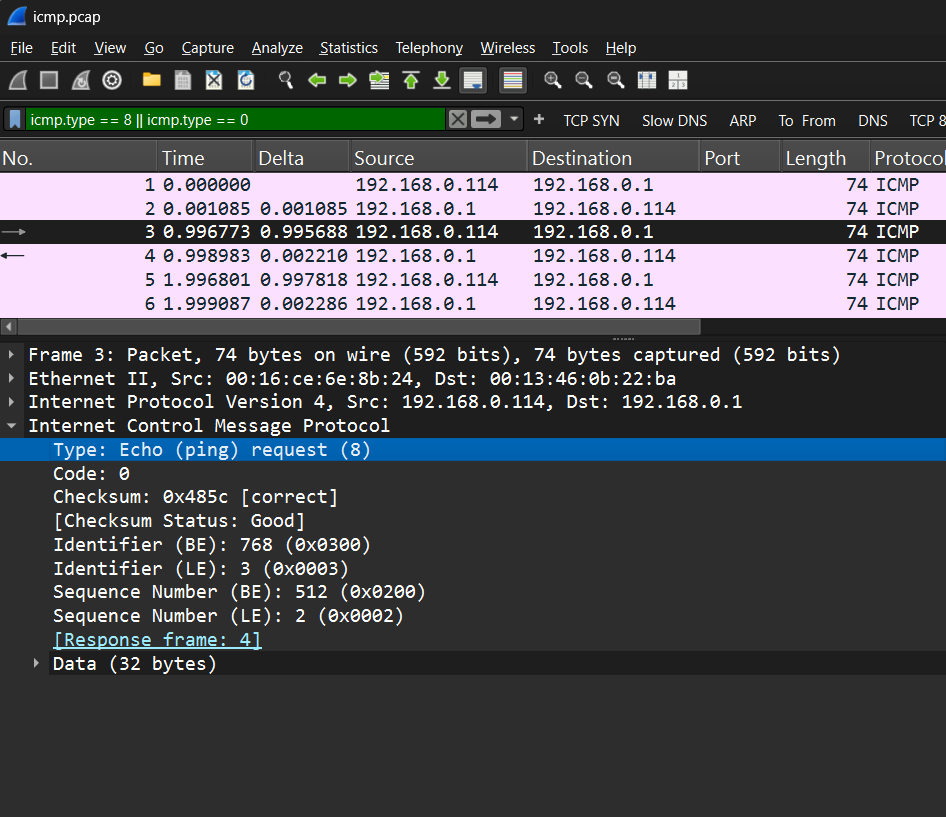 icmp.pcap
File Edit View Go Capture Analyze Statistics Telephony Wireless Tools Help
icmp.type == 8 || icmp.type == 0 + TCP SYN Slow DNS ARP To From DNS TCP 8
No. Time Delta Source Destination Port Length Protocol
1 0.000000 192.168.0.114 192.168.0.1 74 ICMP
2 0.001085 0.001085 192.168.0.1 192.168.0.114 74 ICMP
3 0.996773 0.995688 192.168.0.114 192.168.0.1 74 ICMP
4 0.998983 0.002210 192.168.0.1 192.168.0.114 74 ICMP
5 1.996801 0.997818 192.168.0.114 192.168.0.1 74 ICMP
6 1.999087 0.002286 192.168.0.1 192.168.0.114 74 ICMP
Frame 3: Packet, 74 bytes on wire (592 bits), 74 bytes captured (592 bits)
Ethernet II, Src: 00:16:ce:6e:8b:24, Dst: 00:13:46:0b:22:ba
Internet Protocol Version 4, Src: 192.168.0.114, Dst: 192.168.0.1
Internet Control Message Protocol
Type: Echo (ping) request (8)
Code: 0
Checksum: 0x485c [correct]
[Checksum Status: Good]
Identifier (BE): 768 (0x0300)
Identifier (LE): 3 (0x0003)
Sequence Number (BE): 512 (0x0200)
Sequence Number (LE): 2 (0x0002)
[Response frame: 4]
Data (32 bytes)